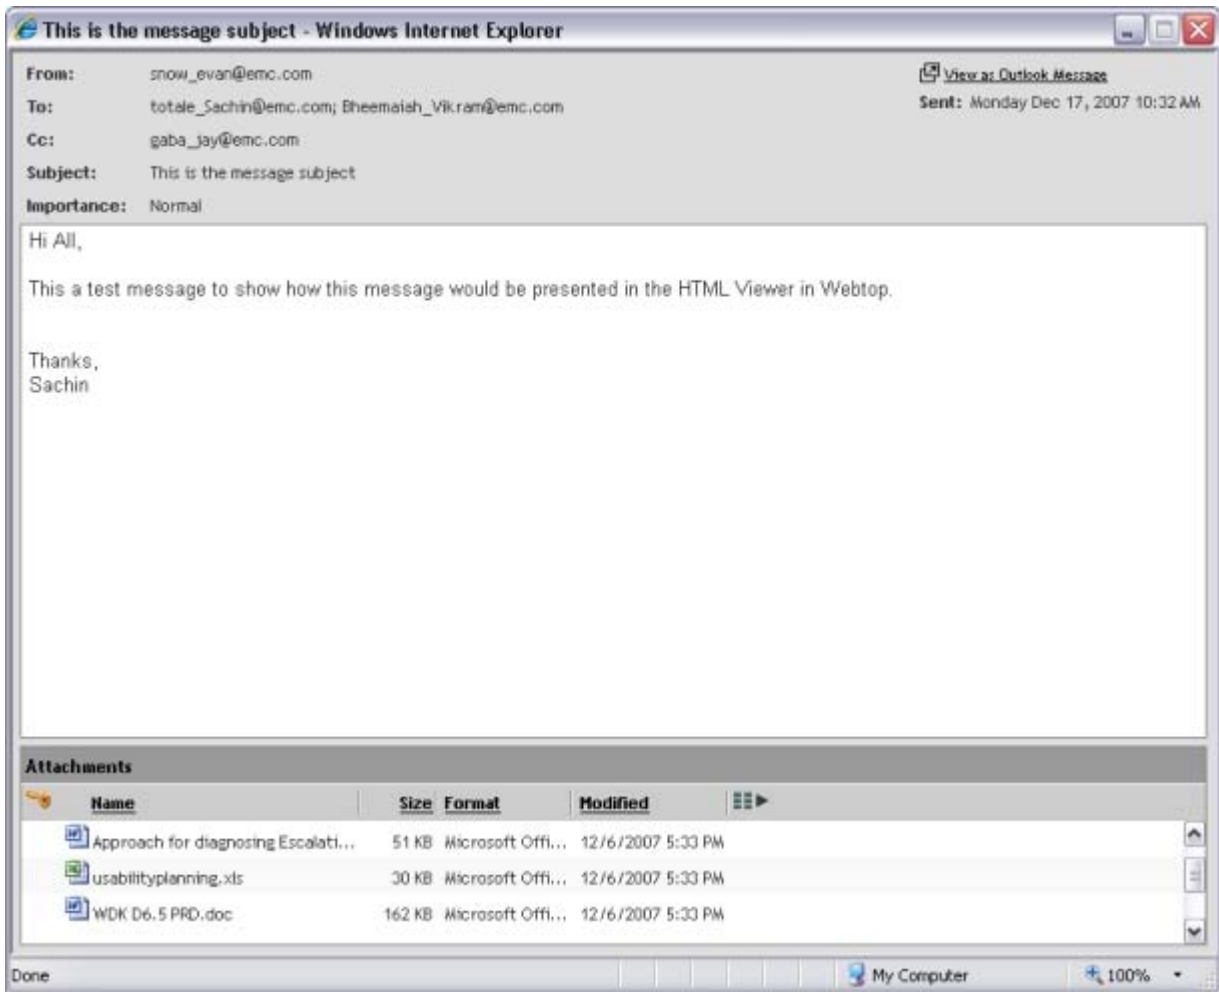 This is the message subject - Windows Internet Explorer
From: snow_evan@emc.com
View as Outlook Message
To: totale_Sachin@emc.com; Bheemaiah_Vikram@emc.com
Sent: Monday Dec 17, 2007 10:32 AM
Cc: gaba_jay@emc.com
Subject: This is the message subject
Importance: Normal
Hi All,
This a test message to show how this message would be presented in the HTML Viewer in Webtop.
Thanks,
Sachin
Attachments
Name Size Format Modified
Approach for diagnosing Escalati... 51 KB Microsoft Offi... 12/6/2007 5:33 PM
usabilityplanning.xls 30 KB Microsoft Offi... 12/6/2007 5:33 PM
WDK D6.5 PRD.doc 162 KB Microsoft Offi... 12/6/2007 5:33 PM
Done My Computer 100%